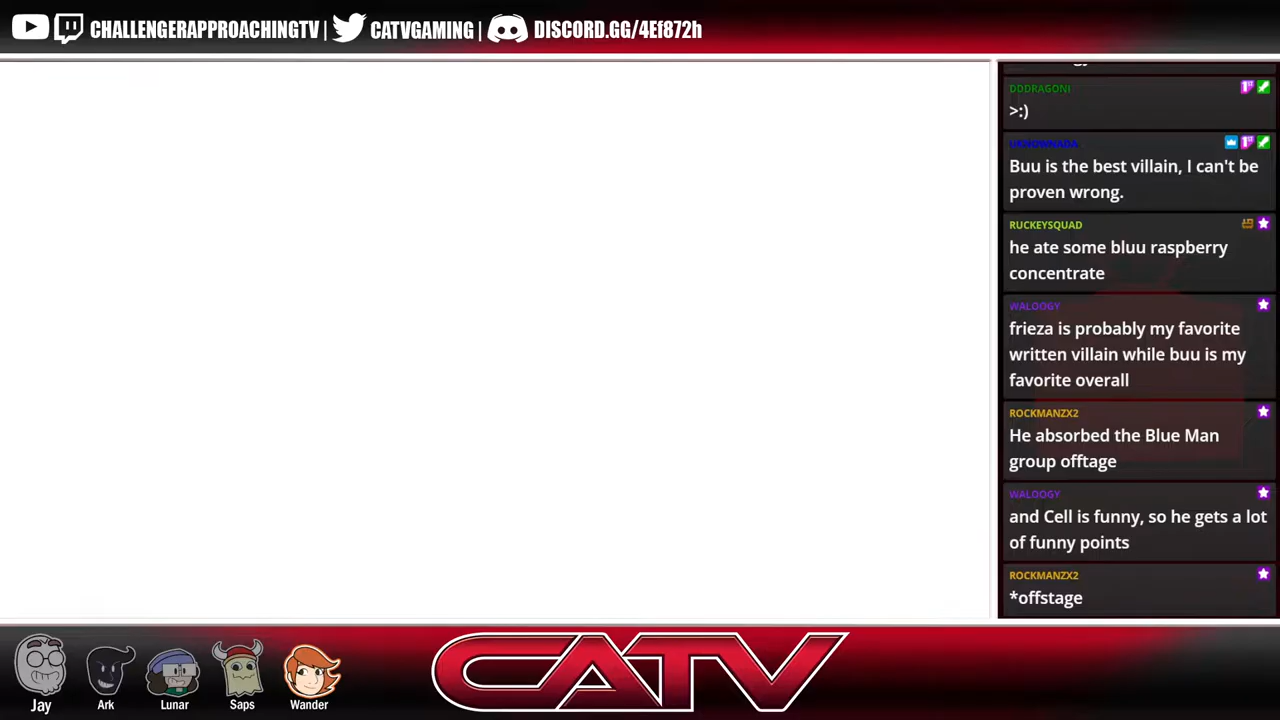 CHALLENGERAPPROACHINGTV | CATVGAMING | DISCORD.GG/4Ef872h
DDDRAGONI
>:)
Buu is the best villain, I can't be
proven wrong.
RUCKEYSQUAD
he ate some bluu raspberry
concentrate
WALOOGY
frieza is probably my favorite
written villain while buu is my
favorite overall
ROCKMANZX2
He absorbed the Blue Man
group offtage
WALOOGY
and Cell is funny, so he gets a lot
of funny points
ROCKMANZX2
*offstage
CATV
Jay Ark Lunar Saps Wander